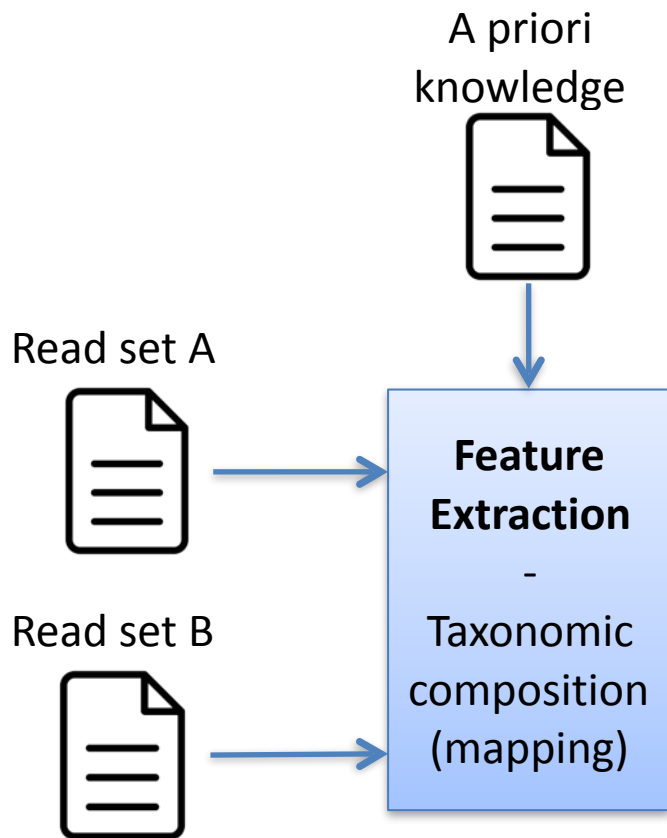 A priori
knowledge
Read set A
Feature
Extraction
-
Taxonomic
composition
(mapping)
Read set B